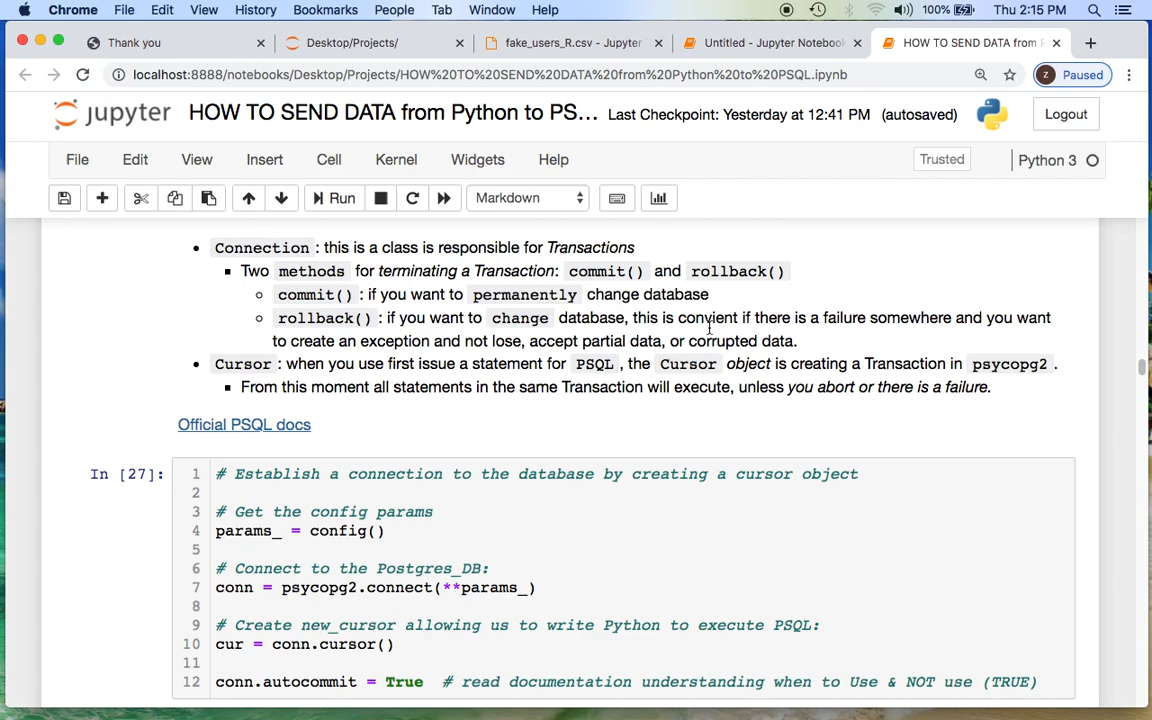 Chrome File Edit View History Bookmarks People Tab Window Help 100% Thu 2:15 PM
Thank you Desktop/Projects/ fake_users_R.csv - Jupyter Untitled - Jupyter Notebook HOW TO SEND DATA from P
localhost:8888/notebooks/Desktop/Projects/HOW%20TO%20SEND%20DATA%20from%20Python%20to%20PSQL.ipynb Z Paused
jupyter HOW TO SEND DATA from Python to PS... Last Checkpoint: Yesterday at 12:41 PM (autosaved) Logout
File Edit View Insert Cell Kernel Widgets Help Trusted Python 3
Run Markdown
Connection : this is a class is responsible for Transactions
Two methods for terminating a Transaction: commit() and rollback()
commit() : if you want to permanently change database
rollback() : if you want to change database, this is convient if there is a failure somewhere and you want
to create an exception and not lose, accept partial data, or corrupted data.
Cursor : when you use first issue a statement for PSQL , the Cursor object is creating a Transaction in psycopg2 .
From this moment all statements in the same Transaction will execute, unless you abort or there is a failure.
Official PSQL docs
In [27]: 1 # Establish a connection to the database by creating a cursor object
2
3 # Get the config params
4 params_ = config()
5
6 # Connect to the Postgres_DB:
7 conn = psycopg2.connect(**params_)
8
9 # Create new_cursor allowing us to write Python to execute PSQL:
10 cur = conn.cursor()
11
12 conn.autocommit = True # read documentation understanding when to Use & NOT use (TRUE)